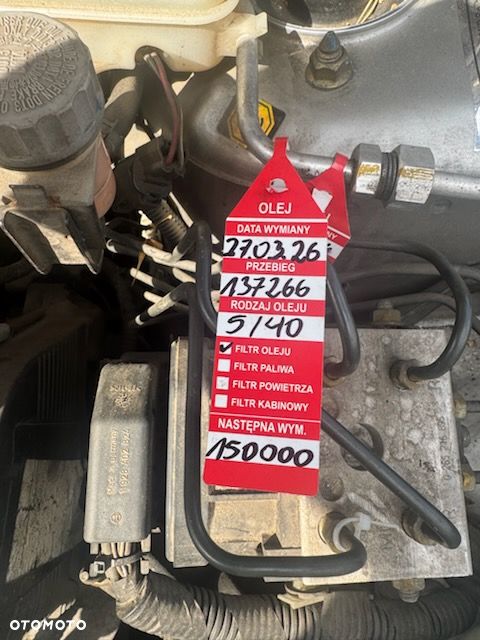 OLEJ
DATA WYMIANY
27.03.26
PRZEBIEG
137266
RODZAJ OLEJU
5/40
FILTR OLEJU
FILTR PALIWA
FILTR POWIETRZA
FILTR KABINOWY
NASTĘPNA WYM.
150000
OTOMOTO